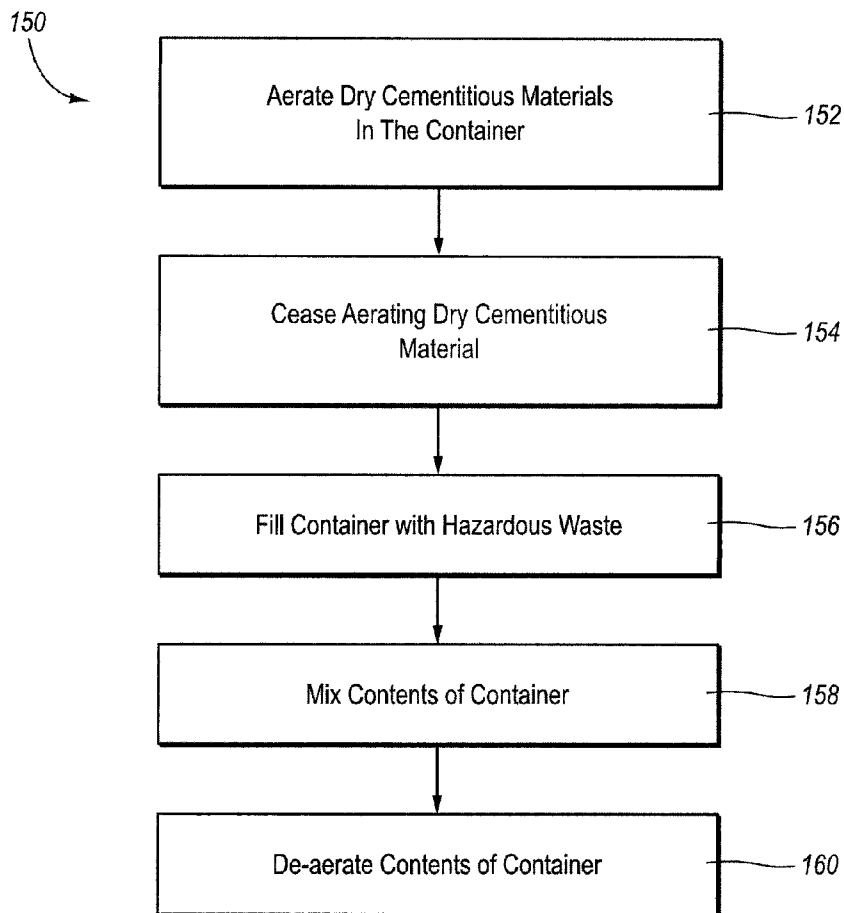 150
Aerate Dry Cementitious Materials
In The Container
152
Cease Aerating Dry Cementitious
Material
154
Fill Container with Hazardous Waste
156
Mix Contents of Container
158
De-aerate Contents of Container
160